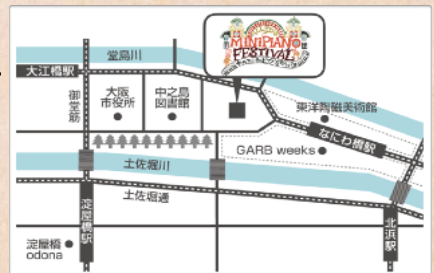 MINIPIANO
FESTIVAL
堂島川
大江橋駅
御堂筋
大阪
市役所
中之島
図書館
東洋陶磁美術館
なにわ橋駅
GARB weeks
土佐堀川
土佐堀通
淀屋橋駅
北浜駅
淀屋橋
odona